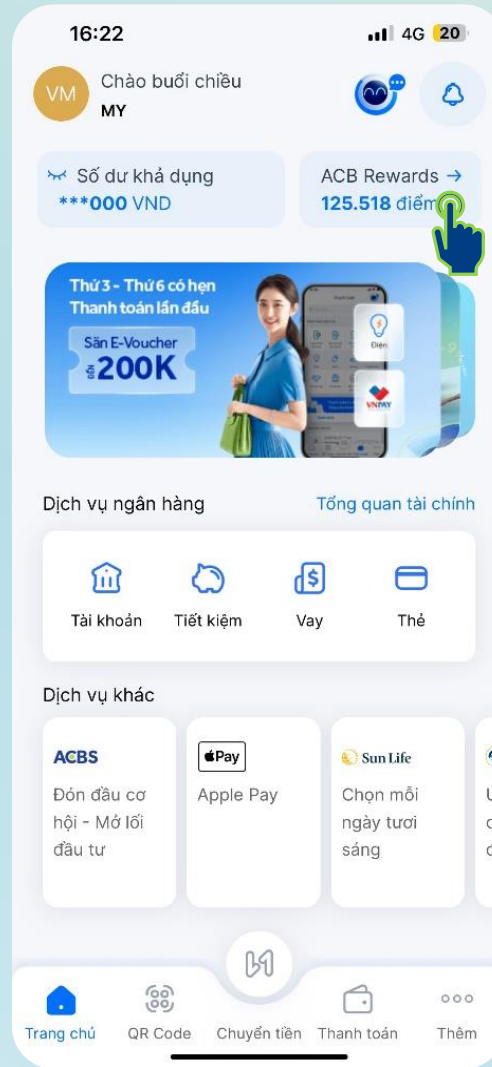 16:22
4G 20
VM
Chào buổi chiều
MY
Số dư khả dụng
***000 VND
ACB Rewards →
125.518 điểm
Thứ 3 - Thứ 6 có hẹn
Thanh toán lần đầu
Săn E-Voucher
đến 200K
Điện
VNPAY
Dịch vụ ngân hàng
Tổng quan tài chính
Tài khoản
Tiết kiệm
Vay
Thẻ
Dịch vụ khác
ACBS
Đón đầu cơ
hội - Mở lối
đầu tư
Pay
Apple Pay
Sun Life
Chọn mỗi
ngày tươi
sáng
Trang chủ
QR Code
Chuyển tiền
Thanh toán
Thêm